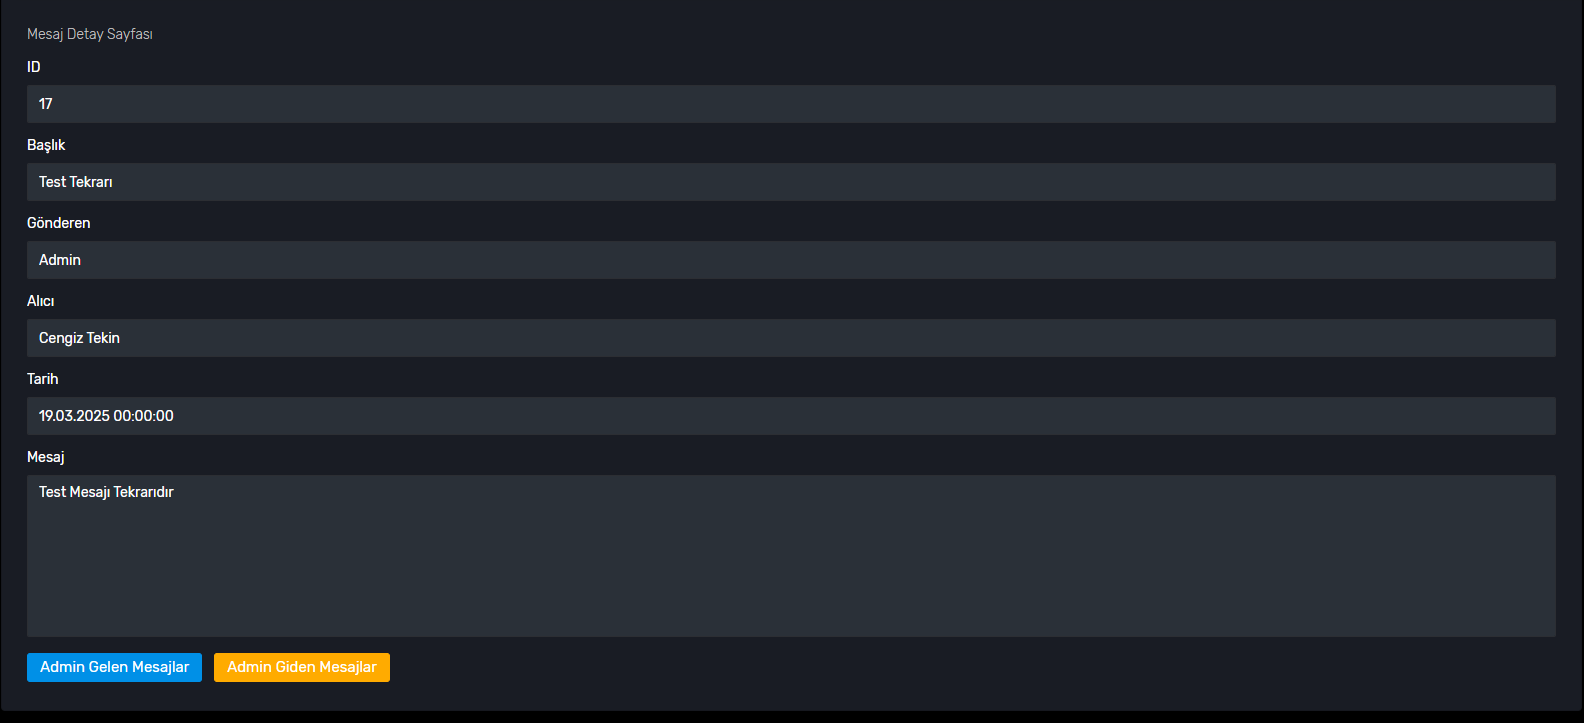 Mesaj Detay Sayfası
ID
17
Başlık
Test Tekrarı
Gönderen
Admin
Alıcı
Cengiz Tekin
Tarih
19.03.2025 00:00:00
Mesaj
Test Mesajı Tekrarıdır
Admin Gelen Mesajlar
Admin Giden Mesajlar